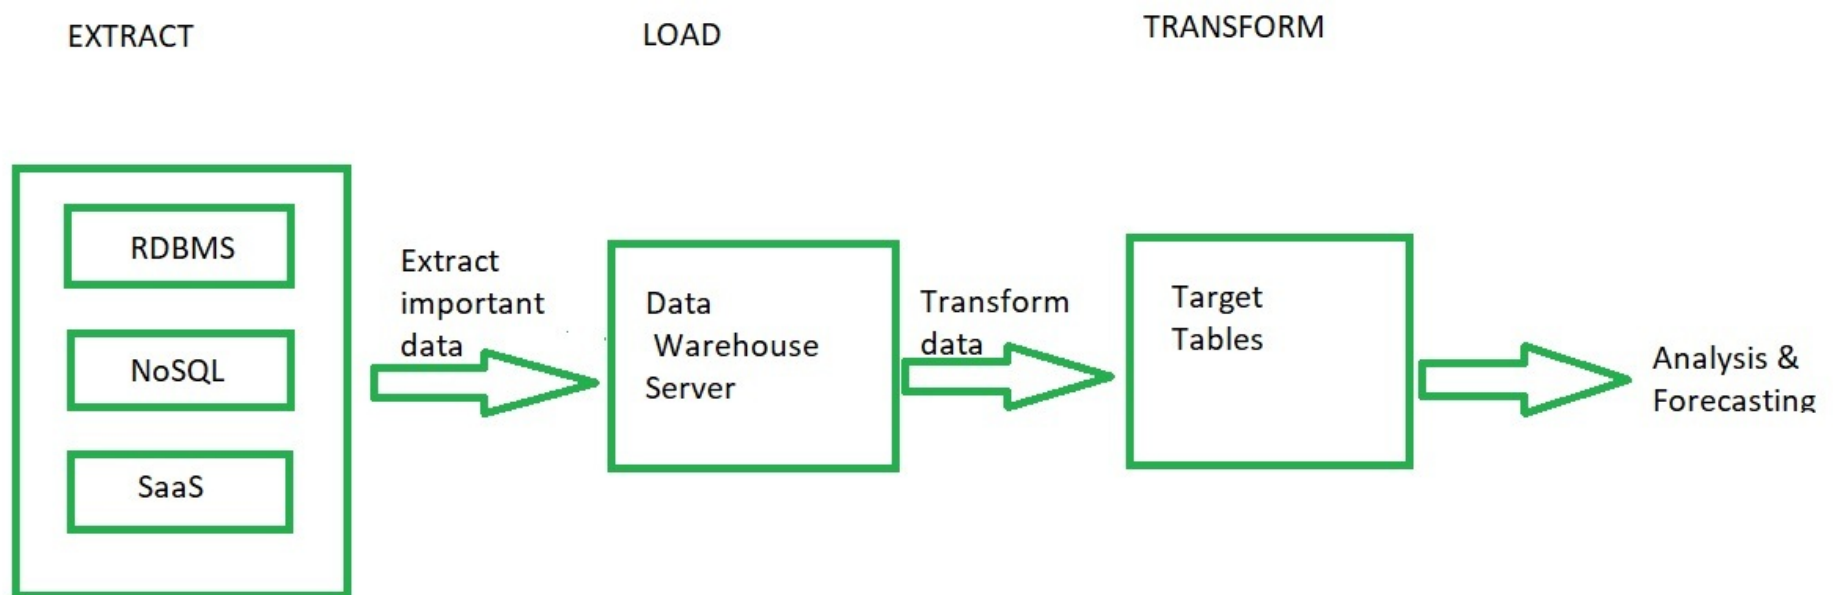 EXTRACT
LOAD
TRANSFORM
RDBMS
NoSQL
SaaS
Extract
important
data
Data
Warehouse
Server
Transform
data
Target
Tables
Analysis &
Forecasting